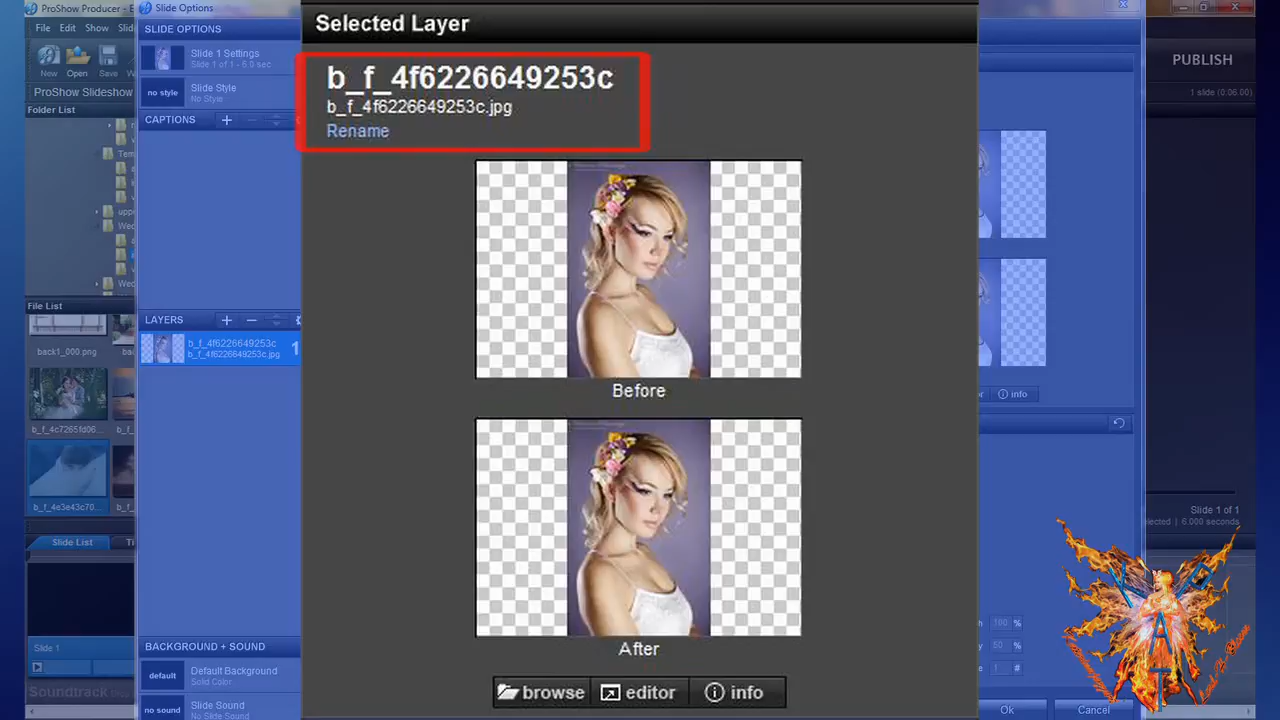 ProShow Producer
Slide Options
Selected Layer
File Edit Show
SLIDE OPTIONS
Slide 1 Settings
Slide 1 of 1 - 6.0 sec
PUBLISH
New Open Save
no style
Slide Style
No Style
b_f_4f6226649253c
b_f_4f6226649253c.jpg
Rename
ProShow Slideshow
1 slide (0:06.00)
Folder List
CAPTIONS
File List
LAYERS
b_f_4f6226649253c
b_f_4f6226649253c.jpg
1
back1_000.png
Before
info
b_f_4c7265fd06...
b_f_4e3e43c70...
Slide 1 of 1
6.000 seconds
Slide List
After
100 %
50 %
1 #
BACKGROUND + SOUND
Slide 1
default
Default Background
Solid Color
Soundtrack
no sound
Slide Sound
No Slide Sound
browse
editor
info
Ok
Cancel